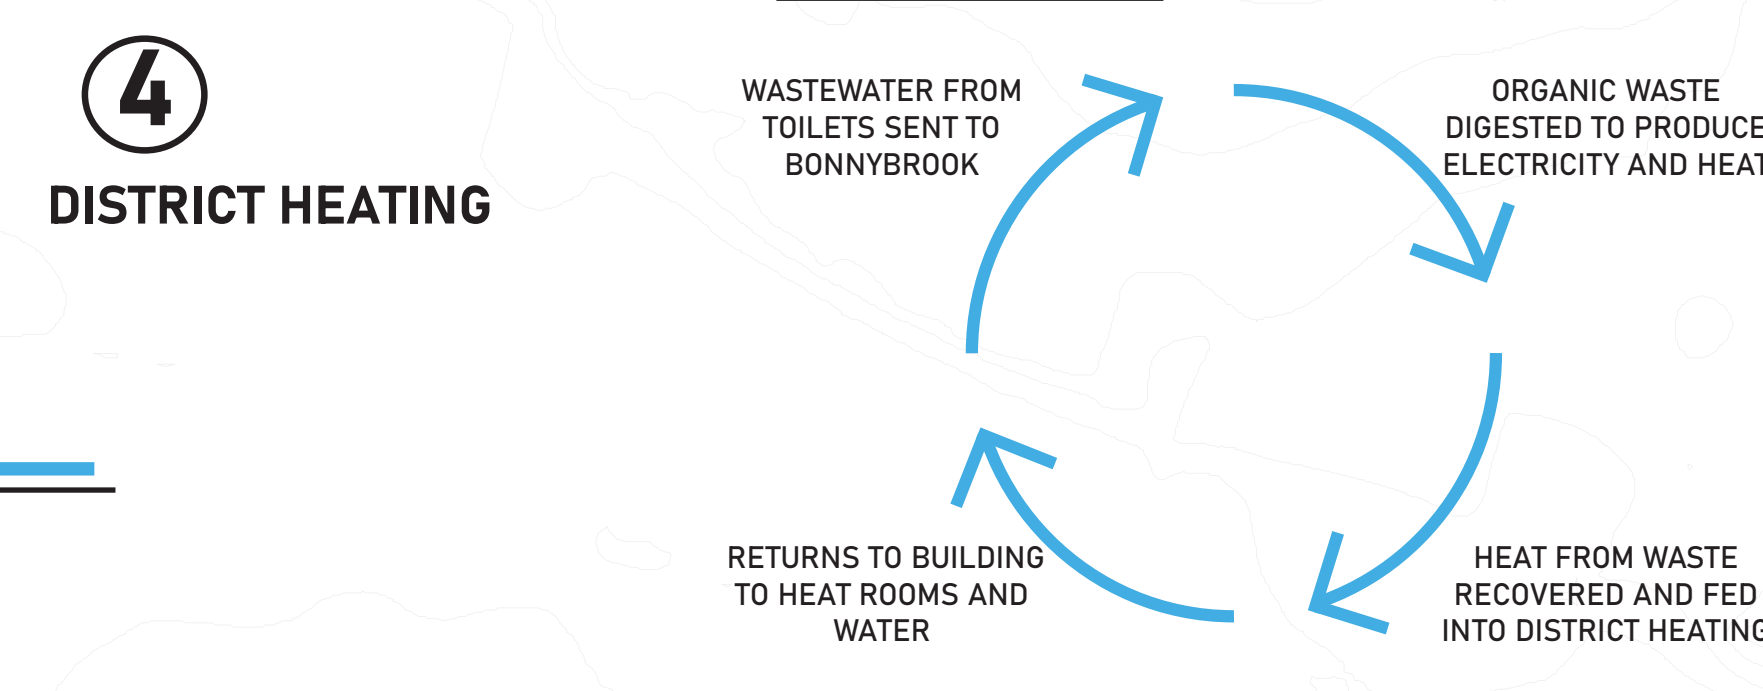 4
DISTRICT HEATING
WASTEWATER FROM
TOILETS SENT TO
BONNYBROOK
ORGANIC WASTE
DIGESTED TO PRODUCE
ELECTRICITY AND HEAT
HEAT FROM WASTE
RECOVERED AND FED
INTO DISTRICT HEATING
RETURNS TO BUILDING
TO HEAT ROOMS AND
WATER